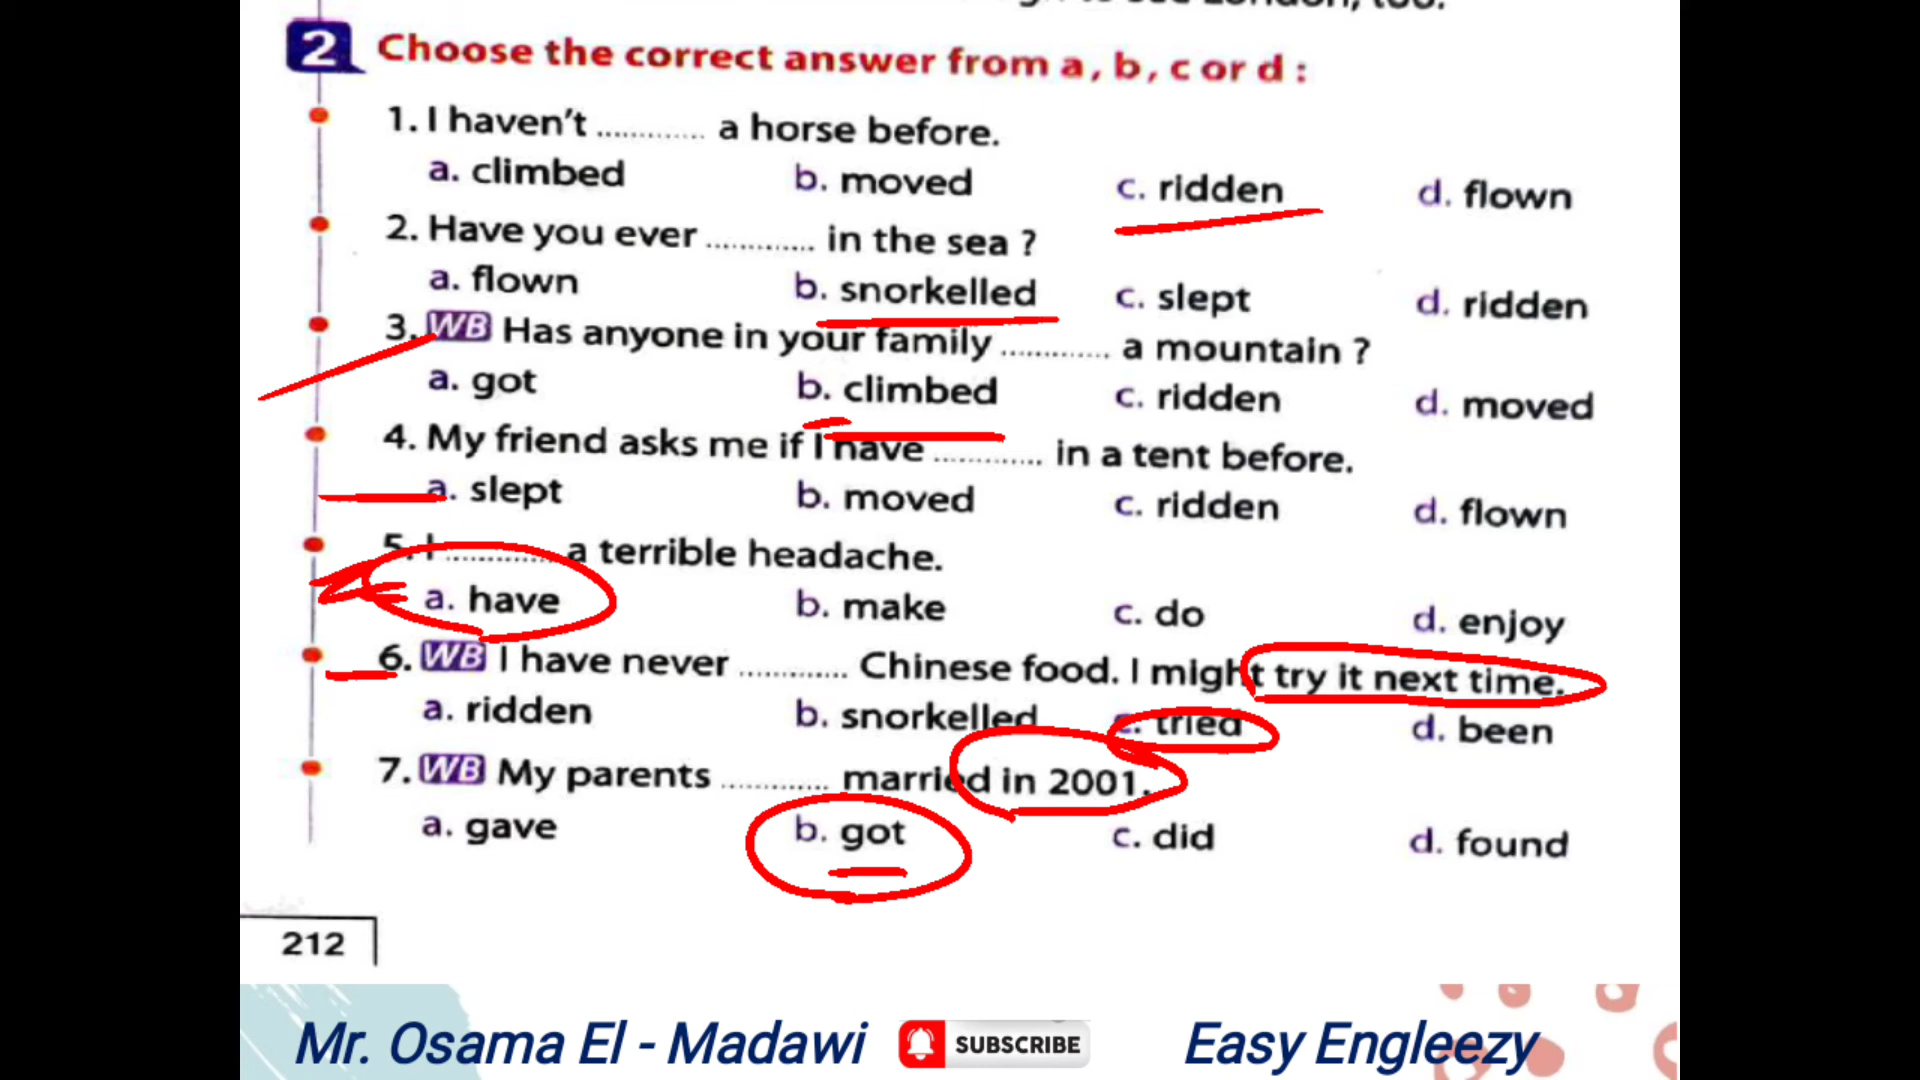 London, too.
2 Choose the correct answer from a, b, c or d :
1. I haven't ............ a horse before.
a. climbed b. moved c. ridden d. flown
2. Have you ever ............ in the sea ?
a. flown b. snorkelled c. slept d. ridden
3. WB Has anyone in your family ............ a mountain ?
a. got b. climbed c. ridden d. moved
4. My friend asks me if I have ............ in a tent before.
a. slept b. moved c. ridden d. flown
5. I ............ a terrible headache.
a. have b. make c. do d. enjoy
6. WB I have never ............ Chinese food. I might try it next time.
a. ridden b. snorkelled c. tried d. been
7. WB My parents ............ married in 2001.
a. gave b. got c. did d. found
212
Mr. Osama El - Madawi SUBSCRIBE Easy Engleezy